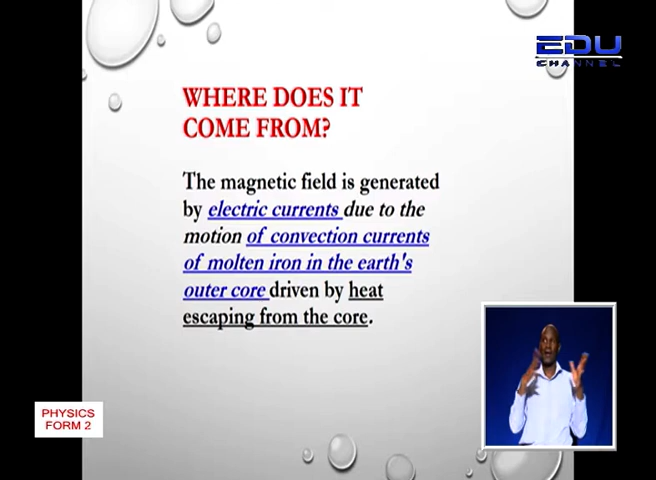 EDU
CHANNEL
WHERE DOES IT
COME FROM?
The magnetic field is generated
by electric currents due to the
motion of convection currents
of molten iron in the earth's
outer core driven by heat
escaping from the core.
PHYSICS
FORM 2